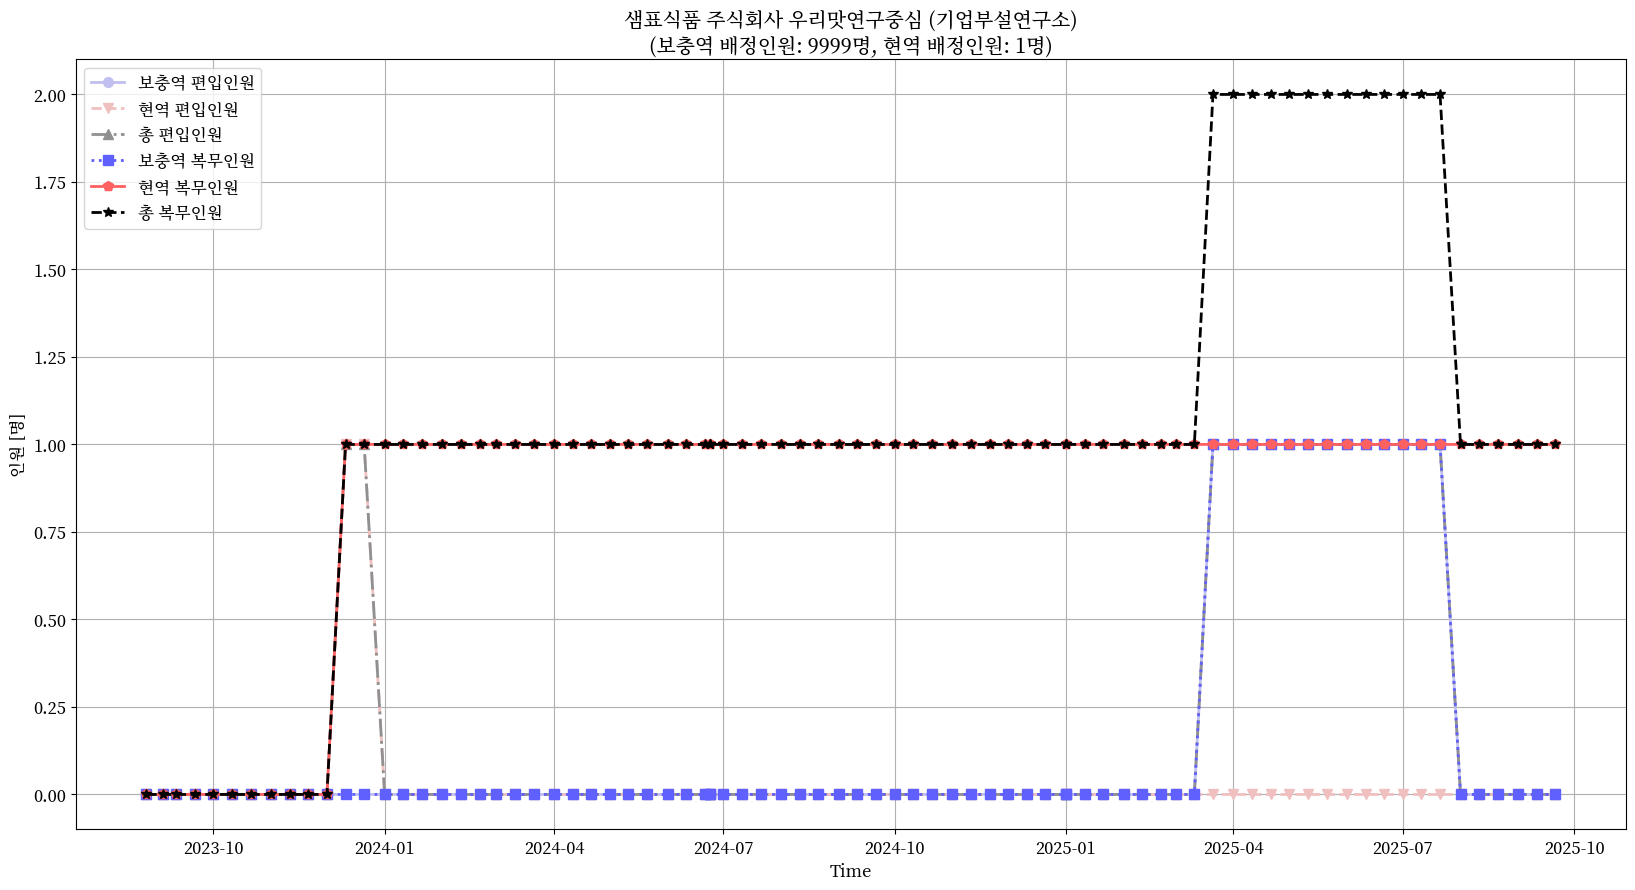 샘표식품 주식회사 우리맛연구중심 (기업부설연구소)
(보충역 배정인원: 9999명, 현역 배정인원: 1명)
보충역 편입인원
현역 편입인원
총 편입인원
보충역 복무인원
현역 복무인원
총 복무인원
2.00
1.75
1.50
1.25
1.00
0.75
0.50
0.25
0.00
인원 [명]
2023-10 2024-01 2024-04 2024-07 2024-10 2025-01 2025-04 2025-07 2025-10
Time